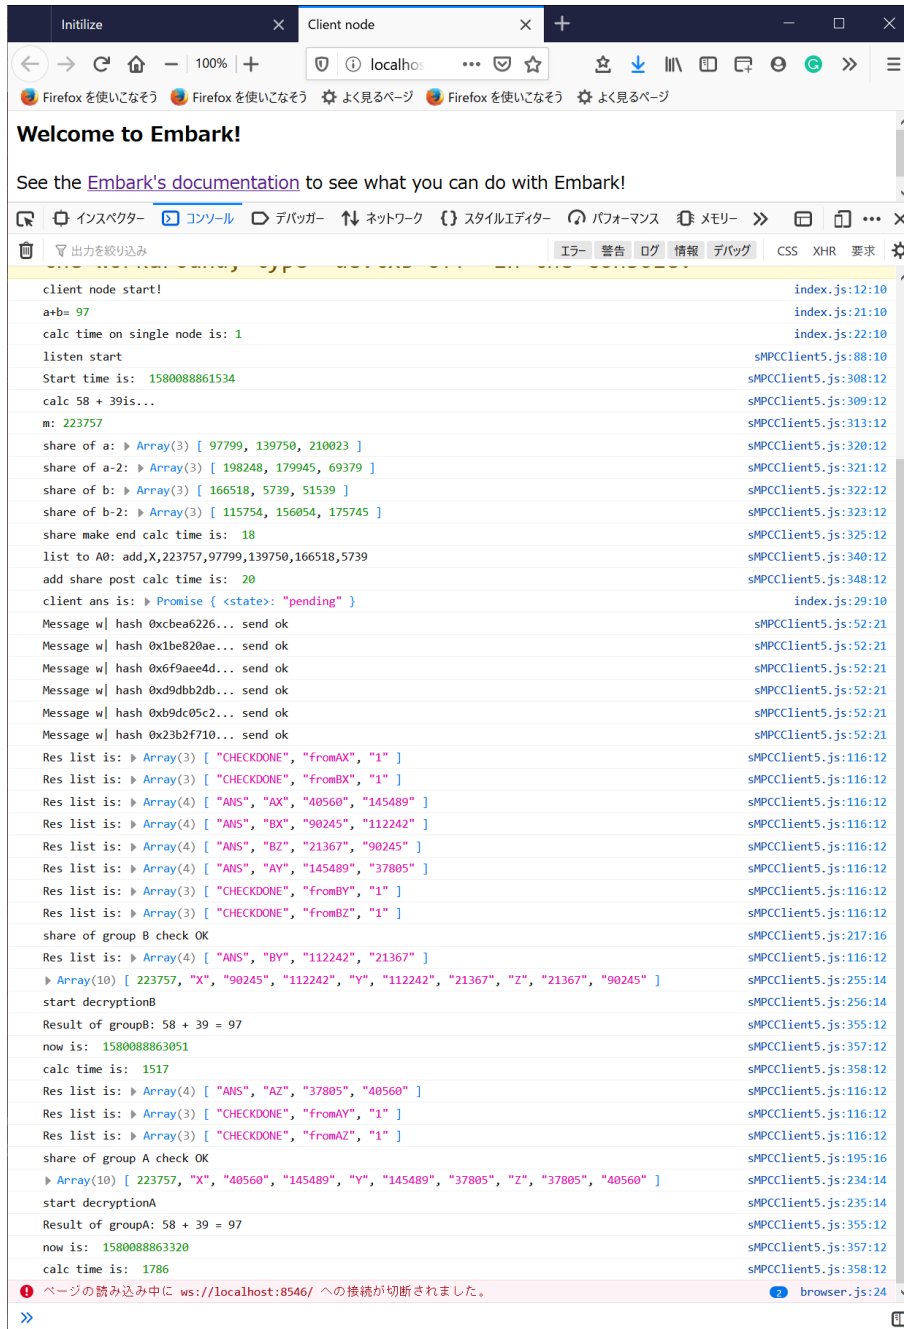 Initilize
Client node
100%
localhos
Firefox を使いこなそう Firefox を使いこなそう よく見るページ Firefox を使いこなそう よく見るページ
Welcome to Embark!
See the Embark's documentation to see what you can do with Embark!
インスペクター コンソール デバッガー ネットワーク スタイルエディター パフォーマンス メモリー
出力を絞り込み エラー 警告 ログ 情報 デバッグ CSS XHR 要求
client node start! index.js:12:10
a+b= 97 index.js:21:10
calc time on single node is: 1 index.js:22:10
listen start sMPCClient5.js:88:10
Start time is: 1580088861534 sMPCClient5.js:308:12
calc 58 + 39is... sMPCClient5.js:309:12
m: 223757 sMPCClient5.js:313:12
share of a: Array(3) [ 97799, 139750, 210023 ] sMPCClient5.js:320:12
share of a-2: Array(3) [ 198248, 179945, 69379 ] sMPCClient5.js:321:12
share of b: Array(3) [ 166518, 5739, 51539 ] sMPCClient5.js:322:12
share of b-2: Array(3) [ 115754, 156054, 175745 ] sMPCClient5.js:323:12
share make end calc time is: 18 sMPCClient5.js:325:12
list to A0: add,X,223757,97799,139750,166518,5739 sMPCClient5.js:340:12
add share post calc time is: 20 sMPCClient5.js:348:12
client ans is: Promise { <state>: "pending" } index.js:29:10
Message w| hash 0xcbea6226... send ok sMPCClient5.js:52:21
Message w| hash 0x1be820ae... send ok sMPCClient5.js:52:21
Message w| hash 0x6f9aee4d... send ok sMPCClient5.js:52:21
Message w| hash 0xd9dbb2db... send ok sMPCClient5.js:52:21
Message w| hash 0xb9dc05c2... send ok sMPCClient5.js:52:21
Message w| hash 0x23b2f710... send ok sMPCClient5.js:52:21
Res list is: Array(3) [ "CHECKDONE", "fromAX", "1" ] sMPCClient5.js:116:12
Res list is: Array(3) [ "CHECKDONE", "fromBX", "1" ] sMPCClient5.js:116:12
Res list is: Array(4) [ "ANS", "AX", "40560", "145489" ] sMPCClient5.js:116:12
Res list is: Array(4) [ "ANS", "BX", "90245", "112242" ] sMPCClient5.js:116:12
Res list is: Array(4) [ "ANS", "BZ", "21367", "90245" ] sMPCClient5.js:116:12
Res list is: Array(4) [ "ANS", "AY", "145489", "37805" ] sMPCClient5.js:116:12
Res list is: Array(3) [ "CHECKDONE", "fromBY", "1" ] sMPCClient5.js:116:12
Res list is: Array(3) [ "CHECKDONE", "fromBZ", "1" ] sMPCClient5.js:116:12
share of group B check OK sMPCClient5.js:217:16
Res list is: Array(4) [ "ANS", "BY", "112242", "21367" ] sMPCClient5.js:116:12
Array(10) [ 223757, "X", "90245", "112242", "Y", "112242", "21367", "Z", "21367", "90245" ] sMPCClient5.js:255:14
start decryptionB sMPCClient5.js:256:14
Result of groupB: 58 + 39 = 97 sMPCClient5.js:355:12
now is: 1580088863051 sMPCClient5.js:357:12
calc time is: 1517 sMPCClient5.js:358:12
Res list is: Array(4) [ "ANS", "AZ", "37805", "40560" ] sMPCClient5.js:116:12
Res list is: Array(3) [ "CHECKDONE", "fromAY", "1" ] sMPCClient5.js:116:12
Res list is: Array(3) [ "CHECKDONE", "fromAZ", "1" ] sMPCClient5.js:116:12
share of group A check OK sMPCClient5.js:195:16
Array(10) [ 223757, "X", "40560", "145489", "Y", "145489", "37805", "Z", "37805", "40560" ] sMPCClient5.js:234:14
start decryptionA sMPCClient5.js:235:14
Result of groupA: 58 + 39 = 97 sMPCClient5.js:355:12
now is: 1580088863320 sMPCClient5.js:357:12
calc time is: 1786 sMPCClient5.js:358:12
ページの読み込み中に ws://localhost:8546/ への接続が切断されました。 2 browser.js:24